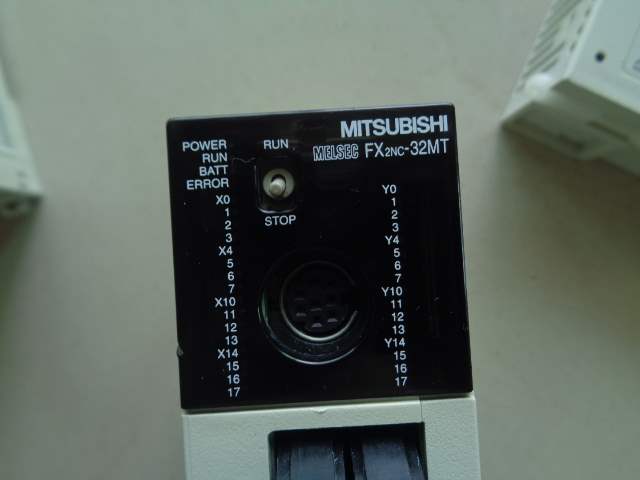 MITSUBISHI
MELSEC FX2NC-32MT
POWER
RUN
BATT
ERROR
RUN
STOP
X0
1
2
3
X4
5
6
7
X10
11
12
13
X14
15
16
17
Y0
1
2
3
Y4
5
6
7
Y10
11
12
13
Y14
15
16
17